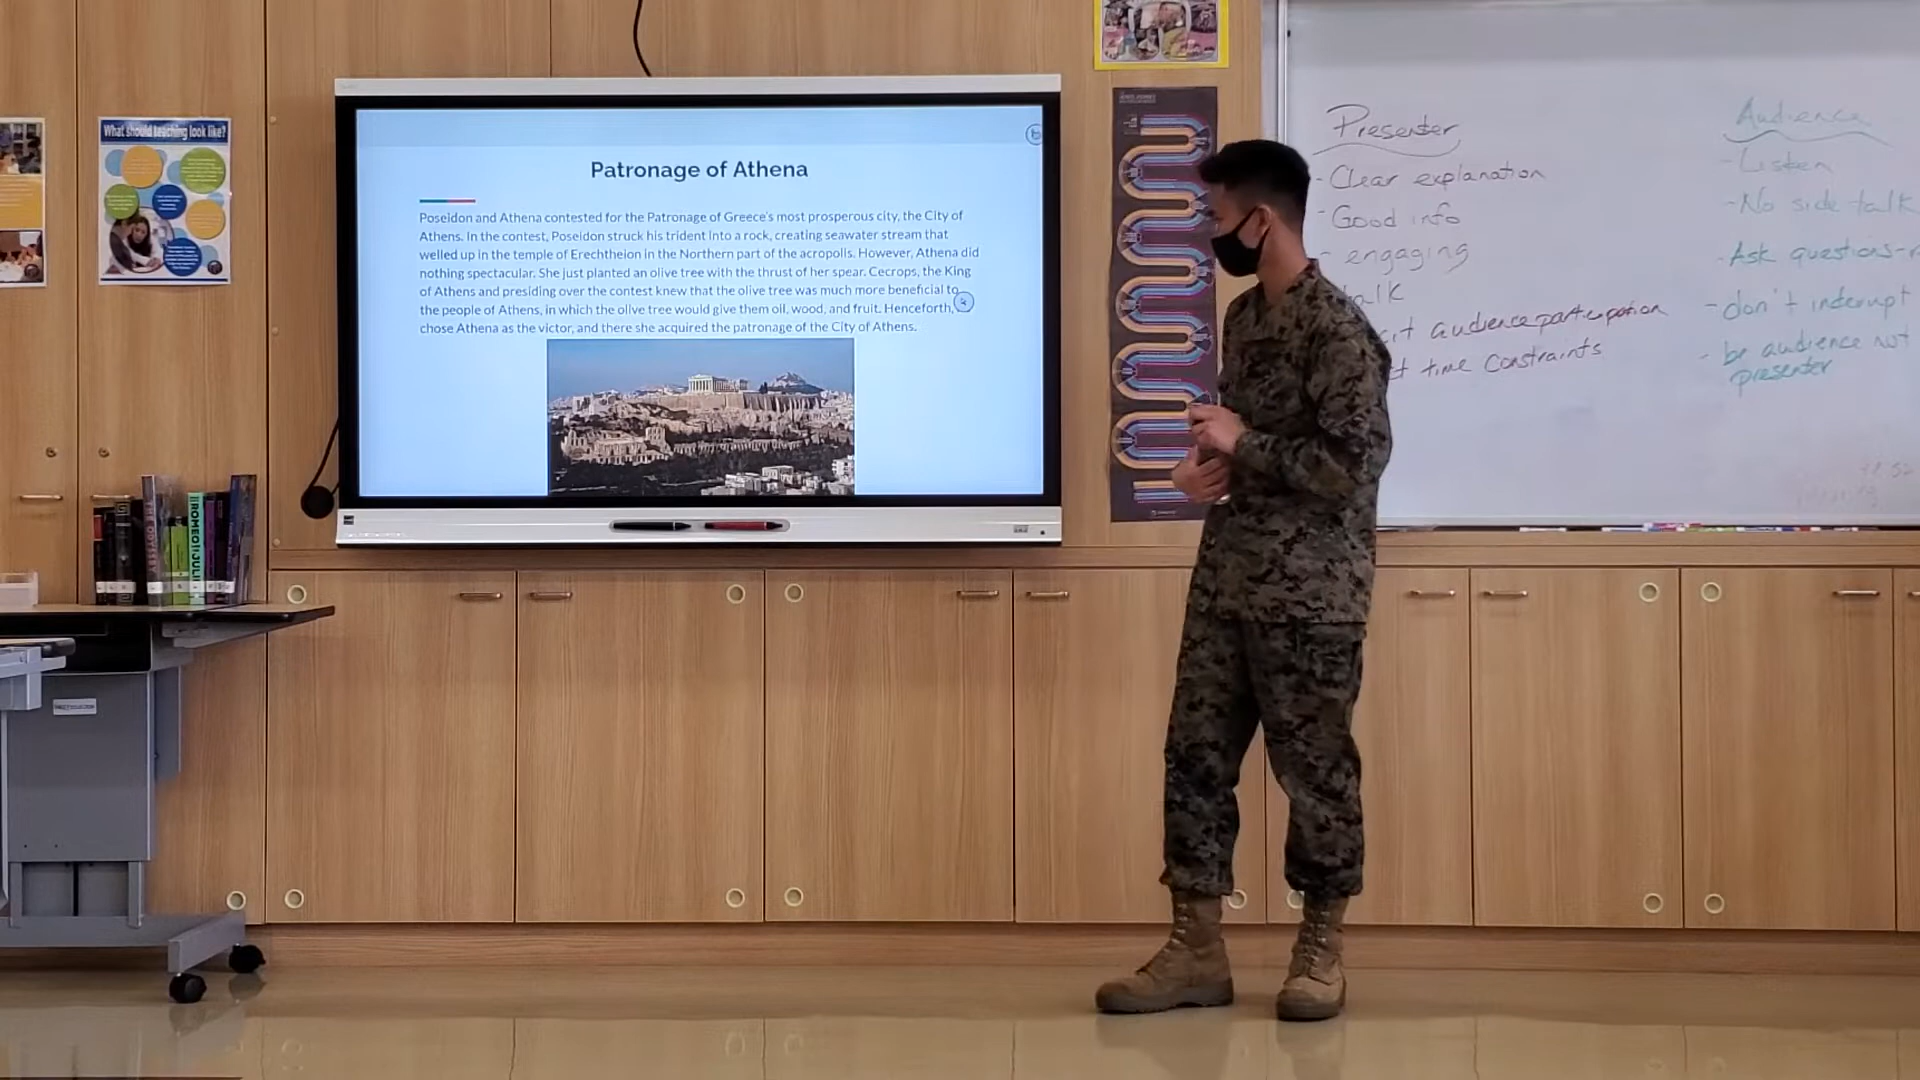 What should teaching look like?
Patronage of Athena
Poseidon and Athena contested for the Patronage of Greece's most prosperous city, the City of
Athens. In the contest, Poseidon struck his trident into a rock, creating seawater stream that
welled up in the temple of Erechtheion in the Northern part of the acropolis. However, Athena did
nothing spectacular. She just planted an olive tree with the thrust of her spear. Cecrops, the King
of Athens and presiding over the contest knew that the olive tree was much more beneficial to
the people of Athens, in which the olive tree would give them oil, wood, and fruit. Henceforth,
chose Athena as the victor, and there she acquired the patronage of the City of Athens.
Presenter
- Clear explanation
- Good info
- engaging
talk
audience participation
time constraints
Audience
- Listen
- No side talk
- Ask questions-
- don't inderupt
- be audience not
presenter
THE ODYSSEY
ROMEO